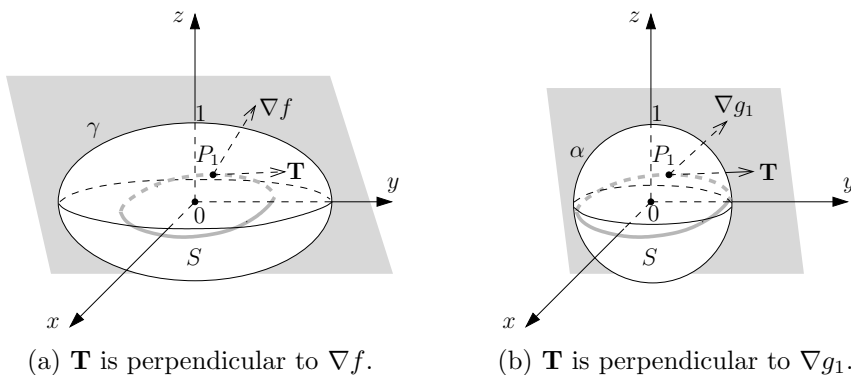 z
1
γ
∇f
P₁
T
y
0
S
x
(a) T is perpendicular to ∇f.
z
1
α
∇g₁
P₁
T
y
0
S
x
(b) T is perpendicular to ∇g₁.